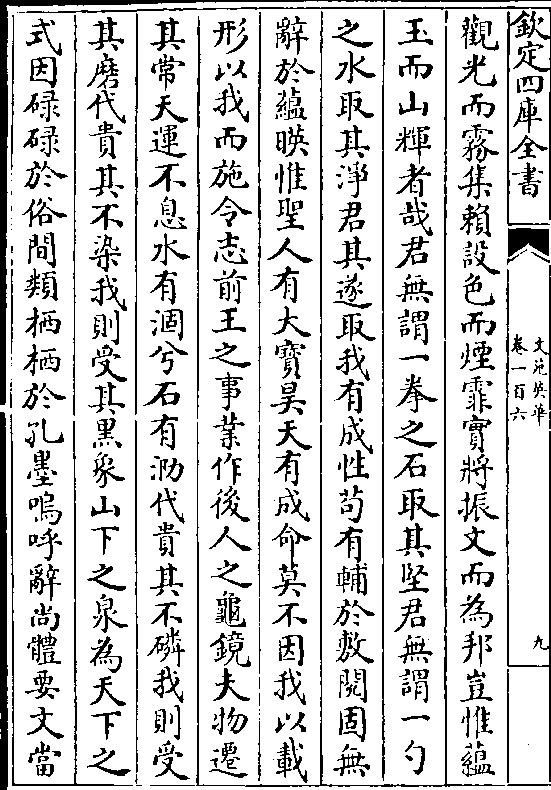 欽定四庫全書
文苑英華
卷一百六
九
觀光而霧集賴設色而煙霏實將振文而為邦豈惟蘊
玉而山輝者哉君無謂一拳之石取其堅君無謂一勺
之水取其淨君其遂取我有成性苟有輔於敷閱固無
辭於蘊暎惟聖人有大寶昊天有成命莫不因我以載
形以我而施令志前王之事業作後人之龜鏡夫物遷
其常天運不息水有涸兮石有泐代貴其不磷我則受
其磨代貴其不染我則受其黑象山下之泉為天下之
式因碌碌於俗間類栖栖於孔墨嗚呼辭尚體要文當